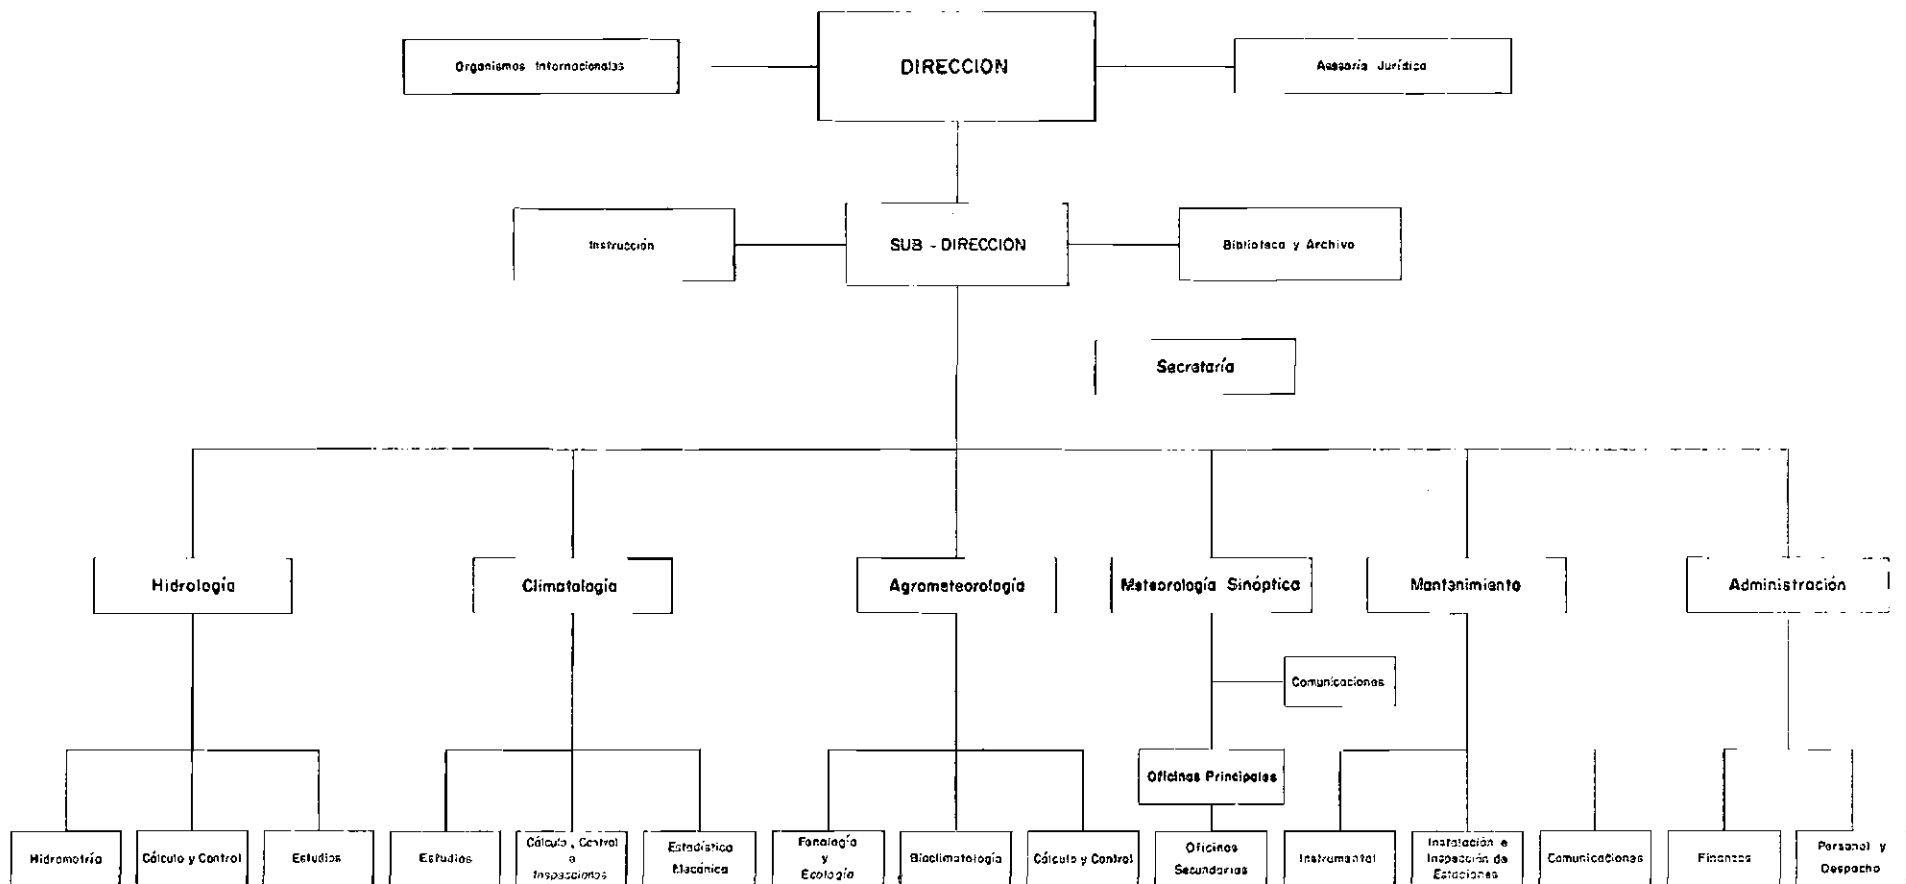 Organismos Internacionales
DIRECCION
Asesoría Jurídica
Instrucción
SUB - DIRECCION
Biblioteca y Archivo
Secretaría
Hidrología
Climatología
Agrometeorología
Meteorología Sinóptica
Mantenimiento
Administración
Comunicaciones
Oficinas Principales
Hidrometría
Cálculo y Control
Estudios
Estudios
Cálculo, Control
e
Inspecciones
Estadística
Mecánica
Fenología
y
Ecología
Bioclimatología
Cálculo y Control
Oficinas
Secundarias
Instrumental
Instalación e
Inspección de
Estaciones
Comunicaciones
Finanzas
Personal y
Despacho